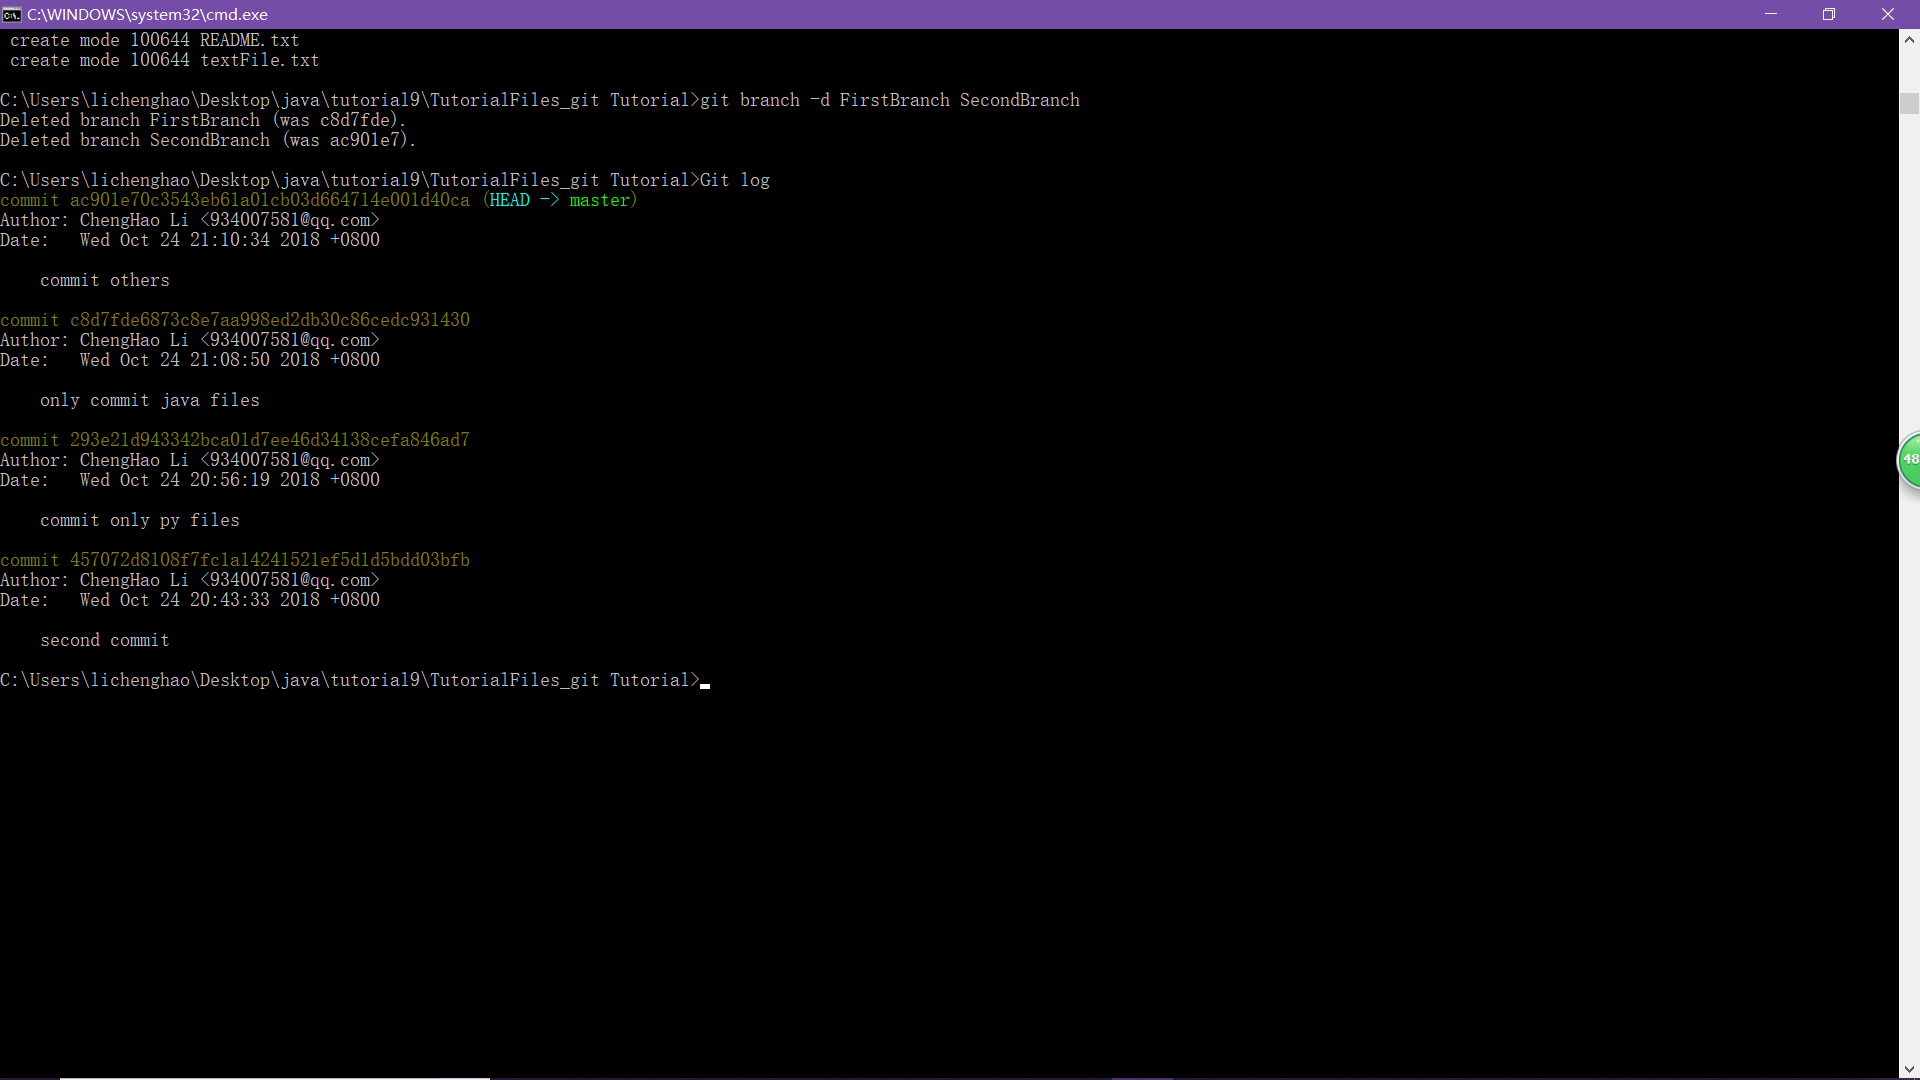 C:\WINDOWS\system32\cmd.exe
create mode 100644 README.txt
create mode 100644 textFile.txt
C:\Users\lichenghao\Desktop\java\tutorial9\TutorialFiles_git Tutorial>git branch -d FirstBranch SecondBranch
Deleted branch FirstBranch (was c8d7fde).
Deleted branch SecondBranch (was ac901e7).
C:\Users\lichenghao\Desktop\java\tutorial9\TutorialFiles_git Tutorial>Git log
commit ac901e70c3543eb61a01cb03d664714e001d40ca (HEAD -> master)
Author: ChengHao Li <934007581@qq.com>
Date:   Wed Oct 24 21:10:34 2018 +0800
commit others
commit c8d7fde6873c8e7aa998ed2db30c86cedc931430
Author: ChengHao Li <934007581@qq.com>
Date:   Wed Oct 24 21:08:50 2018 +0800
only commit java files
commit 293e21d943342bca01d7ee46d34138cefa846ad7
Author: ChengHao Li <934007581@qq.com>
Date:   Wed Oct 24 20:56:19 2018 +0800
commit only py files
commit 457072d8108f7fc1a14241521ef5d1d5bdd03bfb
Author: ChengHao Li <934007581@qq.com>
Date:   Wed Oct 24 20:43:33 2018 +0800
second commit
C:\Users\lichenghao\Desktop\java\tutorial9\TutorialFiles_git Tutorial>
48